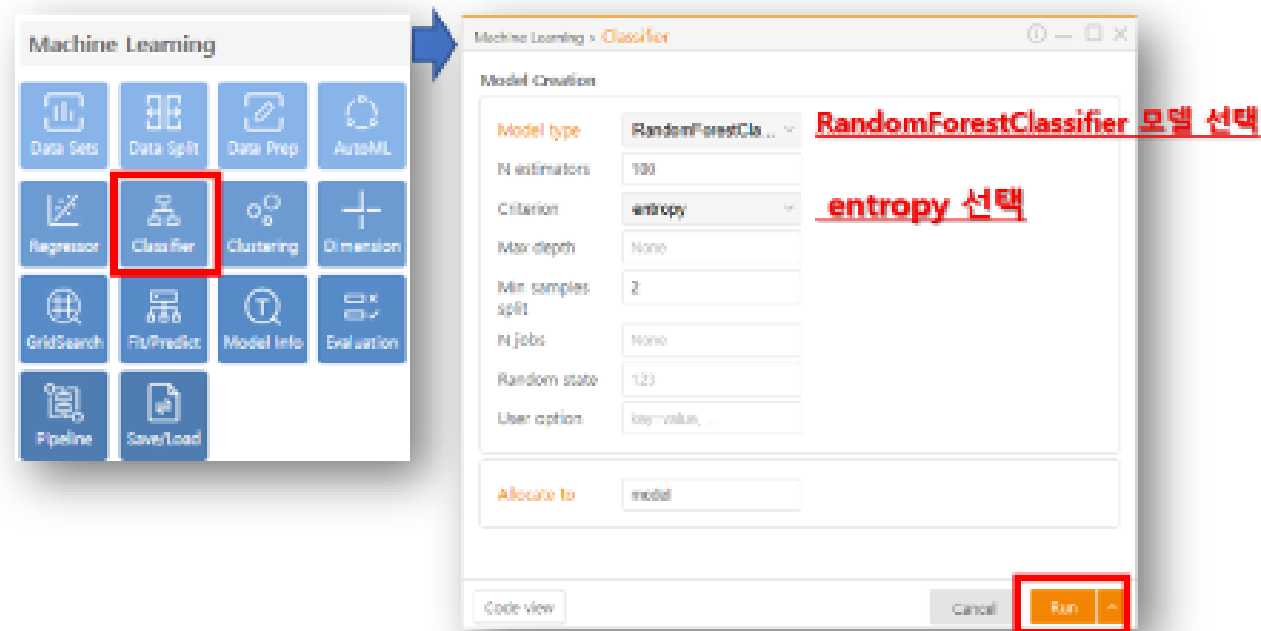 Machine Learning
Data Sets
Data Split
Data Prep
AutoML
Regressor
Classifier
Clustering
Dimension
GridSearch
Fit/Predict
Model Info
Evaluation
Pipeline
Save/Load
Machine Learning > Classifier
Model Creation
Model type
RandomForestCla ...
RandomForestClassifier 모델 선택
N estimators
100
Criterion
entropy
entropy 선택
Max depth
None
Min samples
split
2
N jobs
None
Random state
123
User option
key=value, ...
Allocate to
model
Code view
Cancel
Run